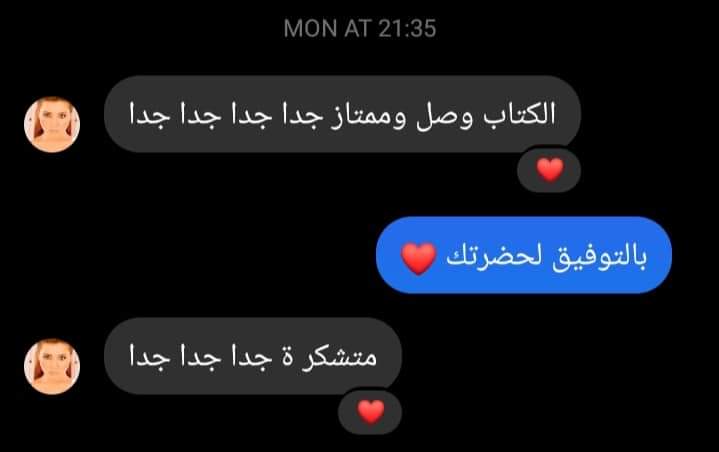 MON AT 21:35
الكتاب وصل وممتاز جدا جدا جدا جدا
❤️
بالتوفيق لحضرتك ❤️
متشكر ة جدا جدا جدا
❤️